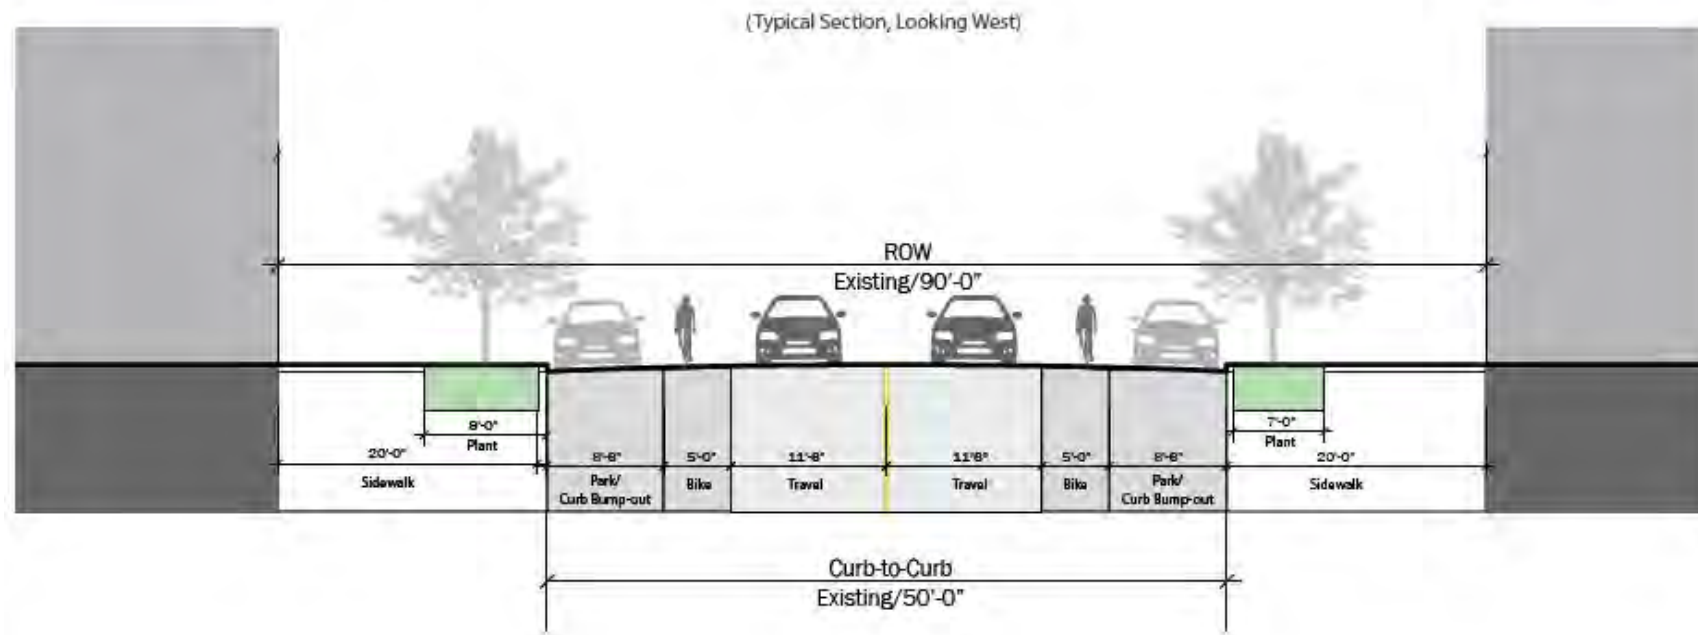 (Typical Section, Looking West)
ROW
Existing/90'-0"
8'-0"
Plant
7'-0"
Plant
20'-0"
8'-6"
5'-0"
11'-6"
11'6"
5'-0"
8'-6"
20'-0"
Sidewalk
Park/
Curb Bump-out
Bike
Travel
Travel
Bike
Park/
Curb Bump-out
Sidewalk
Curb-to-Curb
Existing/50'-0"